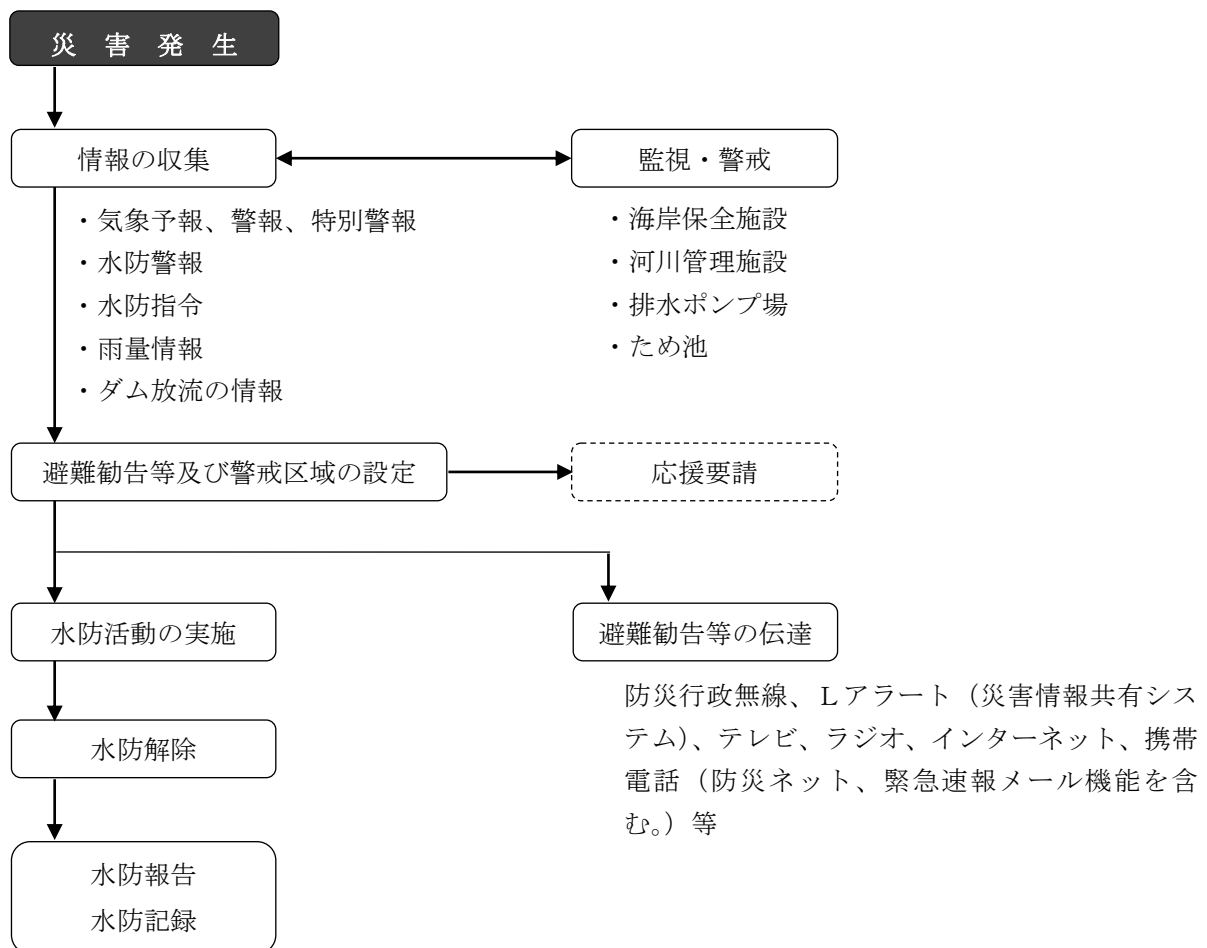 災 害 発 生
情報の収集
監視・警戒
・気象予報、警報、特別警報
・水防警報
・水防指令
・雨量情報
・ダム放流の情報
・海岸保全施設
・河川管理施設
・排水ポンプ場
・ため池
避難勧告等及び警戒区域の設定
応援要請
水防活動の実施
避難勧告等の伝達
防災行政無線、Ｌアラート（災害情報共有シス
テム）、テレビ、ラジオ、インターネット、携帯
電話（防災ネット、緊急速報メール機能を含
む。）等
水防解除
水防報告
水防記録